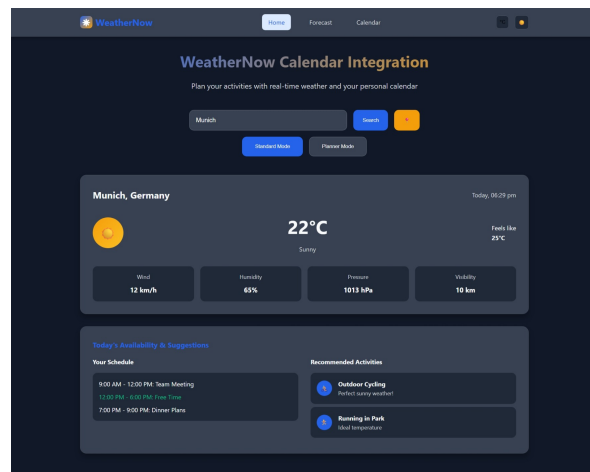 WeatherNow
Home
Forecast
Calendar
WeatherNow Calendar Integration
Plan your activities with real-time weather and your personal calendar
Munich
Search
Standard Mode
Planner Mode
Munich, Germany
Today, 06:29 pm
22°C
Sunny
Feels like
25°C
Wind
12 km/h
Humidity
65%
Pressure
1013 hPa
Visibility
10 km
Today's Availability & Suggestions
Your Schedule
9:00 AM - 12:00 PM: Team Meeting
12:00 PM - 6:00 PM: Free Time
7:00 PM - 9:00 PM: Dinner Plans
Recommended Activities
Outdoor Cycling
Perfect sunny weather!
Running in Park
Ideal temperature